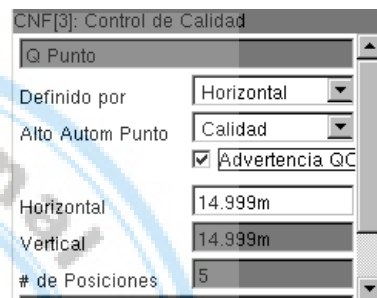 CNF[3]: Control de Calidad
Q Punto
Definido por Horizontal
Alto Autom Punto Calidad
Advertencia QC
Horizontal 14.999m
Vertical 14.999m
# de Posiciones 5